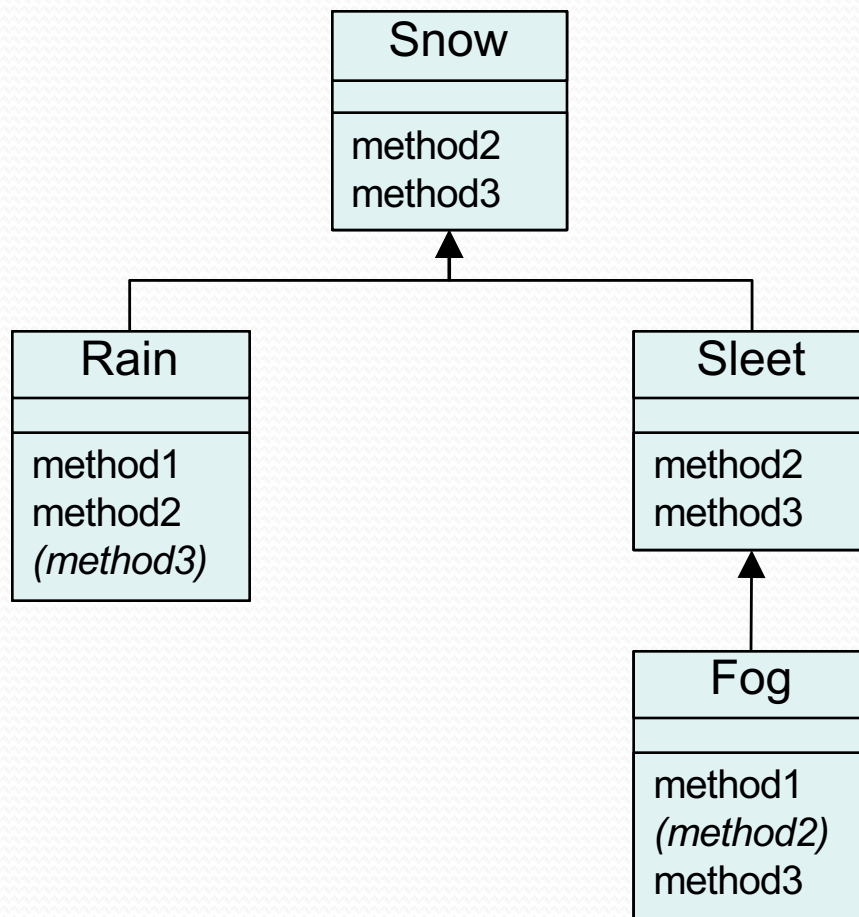 Snow
method2
method3
Rain
method1
method2
(method3)
Sleet
method2
method3
Fog
method1
(method2)
method3